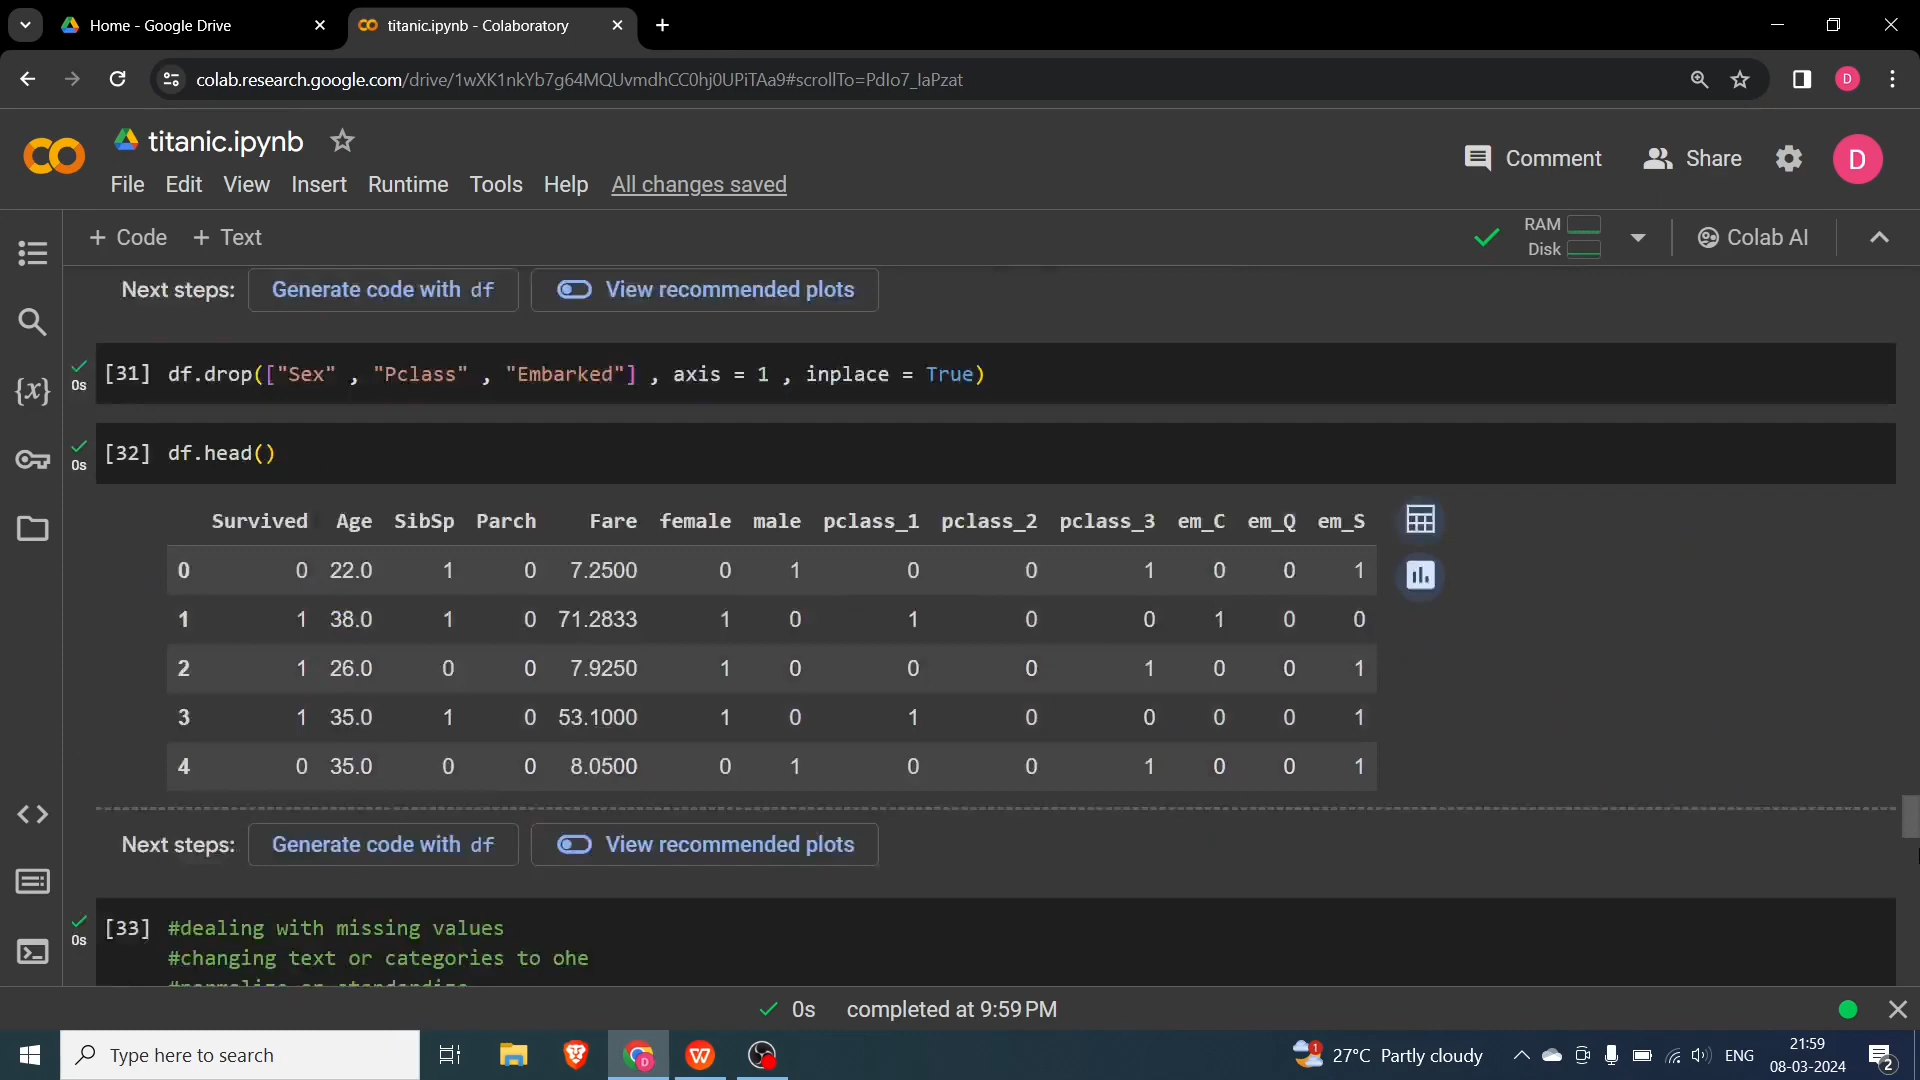 Home - Google Drive
titanic.ipynb - Colaboratory
colab.research.google.com/drive/1wXK1nkYb7g64MQUvmdhCC0hj0UPiTAa9#scrollTo=PdIo7_IaPzat
D
titanic.ipynb
Comment
Share
D
File Edit View Insert Runtime Tools Help All changes saved
+ Code + Text
RAM
Disk
Colab AI
Next steps: Generate code with df View recommended plots
0s [31] df.drop(["Sex" , "Pclass" , "Embarked"] , axis = 1 , inplace = True)
0s [32] df.head()
Survived Age SibSp Parch Fare female male pclass_1 pclass_2 pclass_3 em_C em_Q em_S
0 0 22.0 1 0 7.2500 0 1 0 0 1 0 0 1
1 1 38.0 1 0 71.2833 1 0 1 0 0 1 0 0
2 1 26.0 0 0 7.9250 1 0 0 0 1 0 0 1
3 1 35.0 1 0 53.1000 1 0 1 0 0 0 0 1
4 0 35.0 0 0 8.0500 0 1 0 0 1 0 0 1
Next steps: Generate code with df View recommended plots
0s [33] #dealing with missing values
#changing text or categories to ohe
0s completed at 9:59 PM
Type here to search
D
W
1
27°C Partly cloudy
ENG
21:59
08-03-2024
2